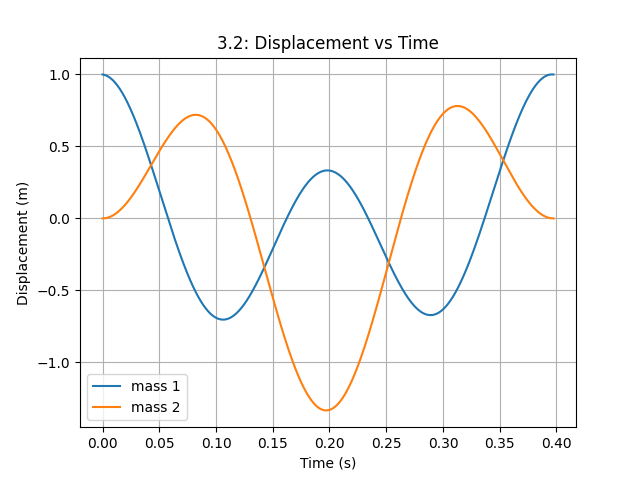 3.2: Displacement vs Time
Displacement (m)
1.0
0.5
0.0
−0.5
−1.0
mass 1
mass 2
0.00 0.05 0.10 0.15 0.20 0.25 0.30 0.35 0.40
Time (s)